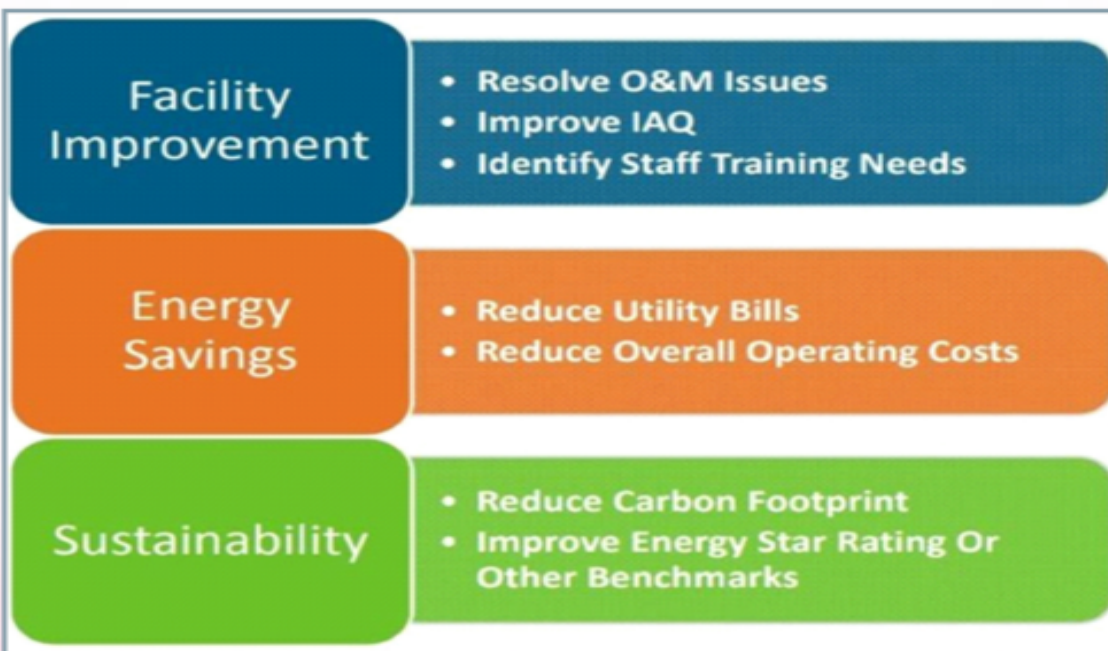 Facility
Improvement
• Resolve O&M Issues
• Improve IAQ
• Identify Staff Training Needs
Energy
Savings
• Reduce Utility Bills
• Reduce Overall Operating Costs
Sustainability
• Reduce Carbon Footprint
• Improve Energy Star Rating Or
Other Benchmarks